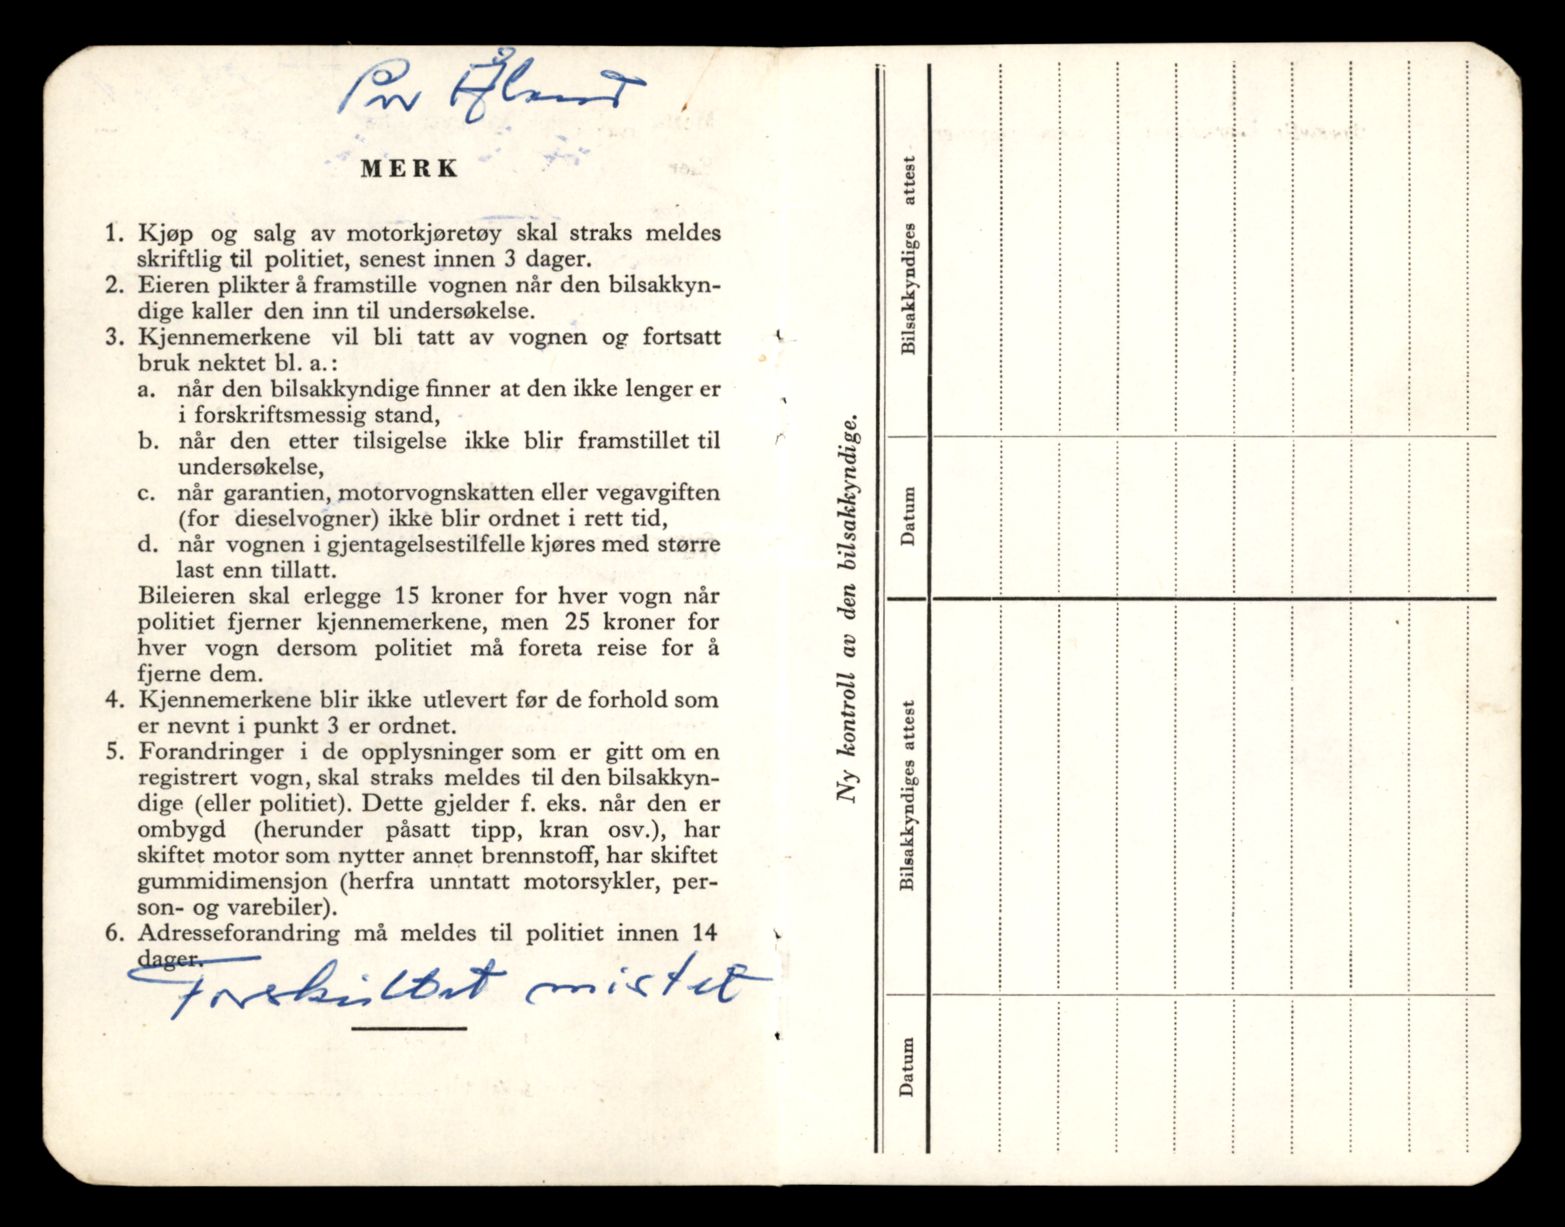 Per Åland
MERK
1. Kjøp og salg av motorkjøretøy skal straks meldes
skriftlig til politiet, senest innen 3 dager.
2. Eieren plikter å framstille vognen når den bilsakkyn-
dige kaller den inn til undersøkelse.
3. Kjennemerkene vil bli tatt av vognen og fortsatt
bruk nektet bl. a.:
a. når den bilsakkyndige finner at den ikke lenger er
i forskriftsmessig stand,
b. når den etter tilsigelse ikke blir framstillet til
undersøkelse,
c. når garantien, motorvognskatten eller vegavgiften
(for dieselvogner) ikke blir ordnet i rett tid,
d. når vognen i gjentagelsestilfelle kjøres med større
last enn tillatt.
Bileieren skal erlegge 15 kroner for hver vogn når
politiet fjerner kjennemerkene, men 25 kroner for
hver vogn dersom politiet må foreta reise for å
fjerne dem.
4. Kjennemerkene blir ikke utlevert før de forhold som
er nevnt i punkt 3 er ordnet.
5. Forandringer i de opplysninger som er gitt om en
registrert vogn, skal straks meldes til den bilsakkyn-
dige (eller politiet). Dette gjelder f. eks. når den er
ombygd (herunder påsatt tipp, kran osv.), har
skiftet motor som nytter annet brennstoff, har skiftet
gummidimensjon (herfra unntatt motorsykler, per-
son- og varebiler).
6. Adresseforandring må meldes til politiet innen 14
dager.
Forskiltet mistet
Ny kontroll av den bilsakkyndige.
Datum
Bilsakkyndiges attest
Datum
Bilsakkyndiges attest